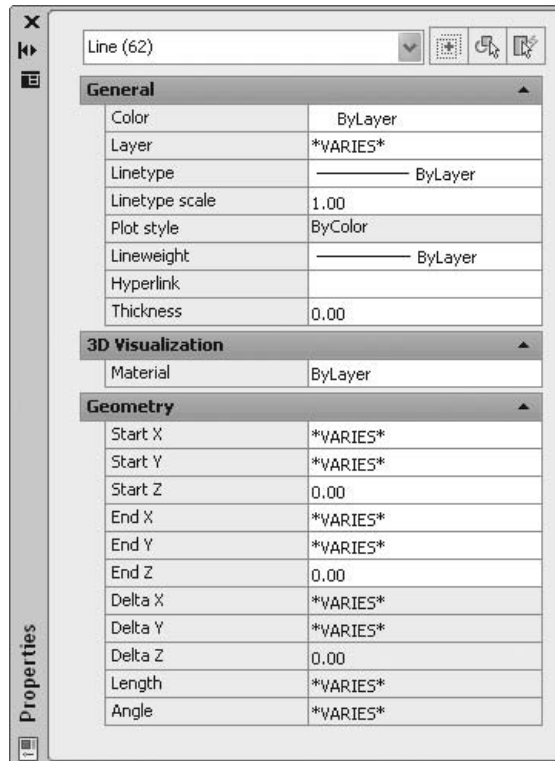 Line (62)
General
Color ByLayer
Layer *VARIES*
Linetype ByLayer
Linetype scale 1.00
Plot style ByColor
Lineweight ByLayer
Hyperlink
Thickness 0.00
3D Visualization
Material ByLayer
Geometry
Start X *VARIES*
Start Y *VARIES*
Start Z 0.00
End X *VARIES*
End Y *VARIES*
End Z 0.00
Delta X *VARIES*
Delta Y *VARIES*
Delta Z 0.00
Length *VARIES*
Angle *VARIES*
Properties